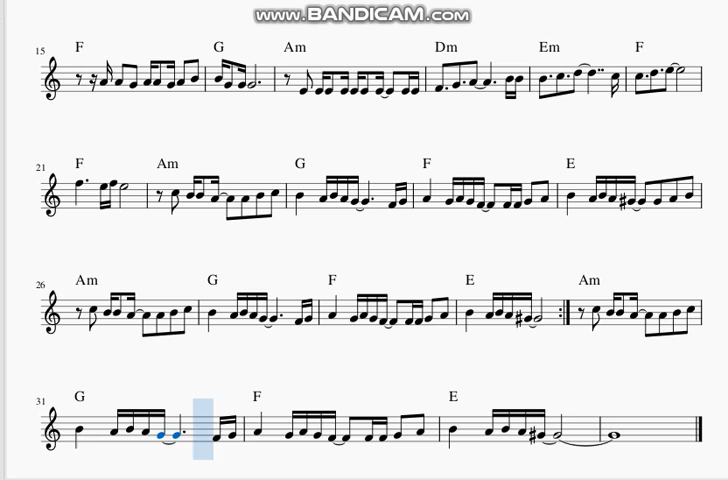 www.BANDICAM.com
15 F G Am Dm Em F
21 F Am G F E
26 Am G F E Am
31 G F E